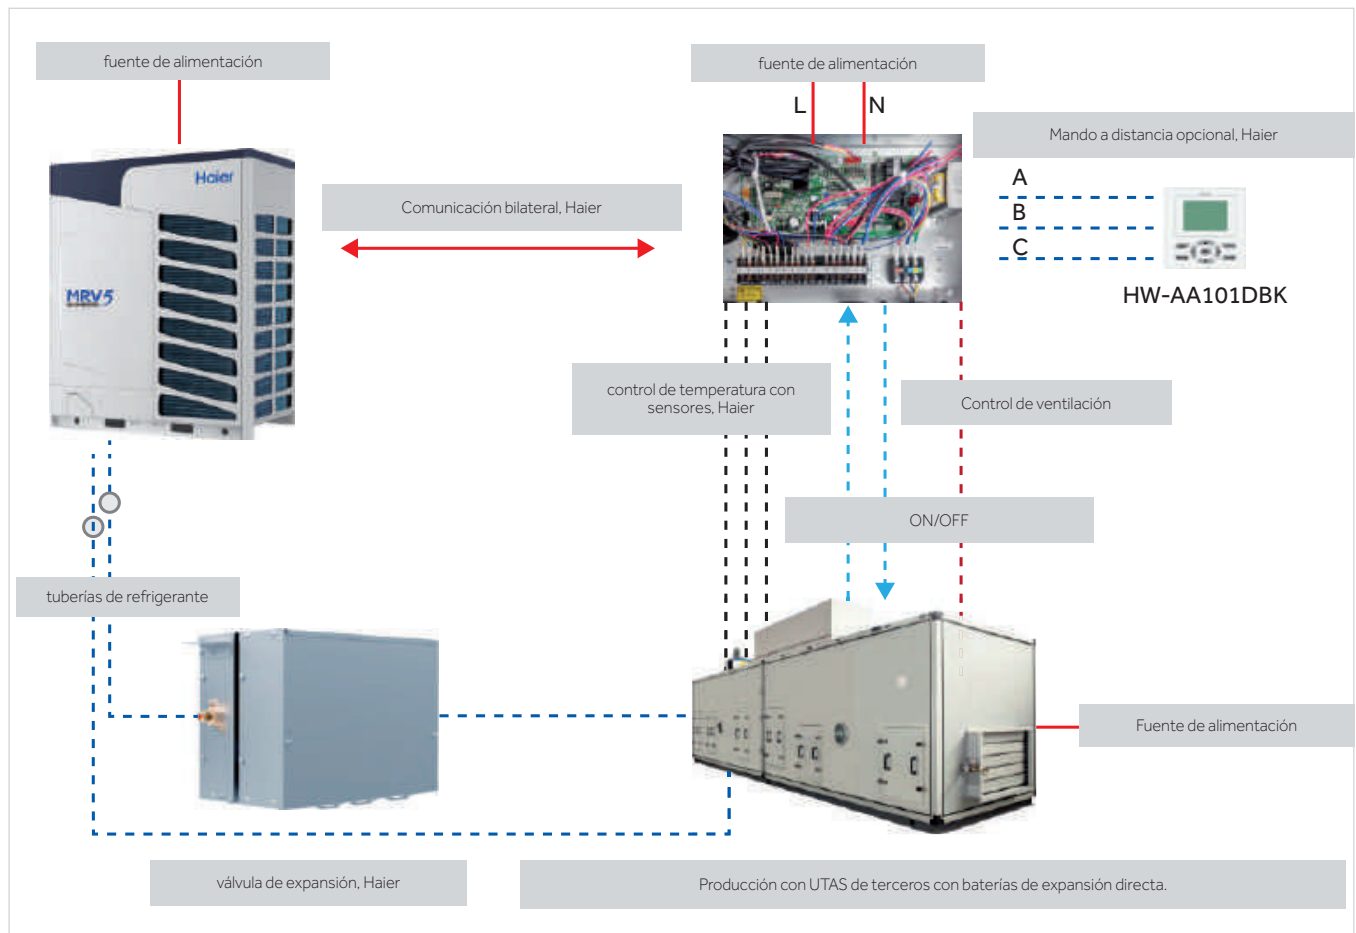 fuente de alimentación
fuente de alimentación
L
N
Mando a distancia opcional, Haier
Haier
A
Comunicación bilateral, Haier
B
C
MRV5
HW-AA101DBK
control de temperatura con
sensores, Haier
Control de ventilación
ON/OFF
tuberías de refrigerante
Fuente de alimentación
válvula de expansión, Haier
Producción con UTAS de terceros con baterías de expansión directa.